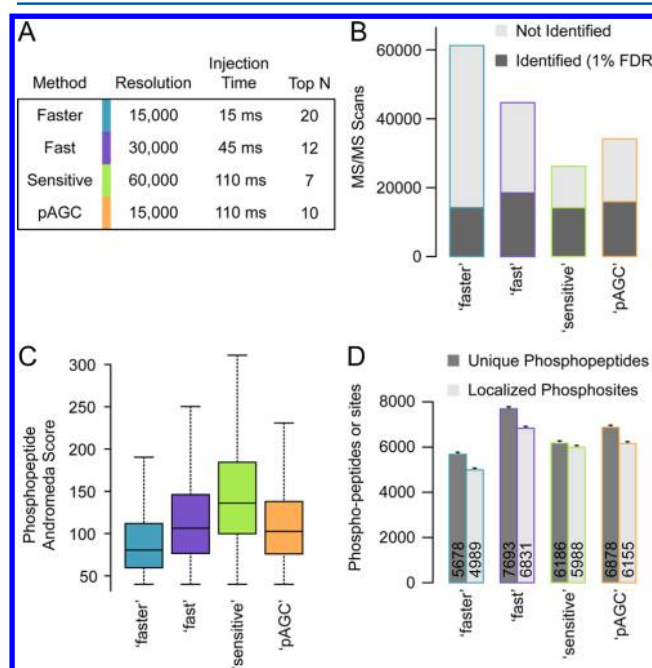 A
Method Resolution Injection Time Top N
Faster 15,000 15 ms 20
Fast 30,000 45 ms 12
Sensitive 60,000 110 ms 7
pAGC 15,000 110 ms 10
B
Not Identified
Identified (1% FDR
MS/MS Scans
60000
40000
20000
0
'faster'
'fast'
'sensitive'
'pAGC'
C
Phosphopeptide
Andromeda Score
300
250
200
150
100
50
'faster'
'fast'
'sensitive'
'pAGC'
D
Unique Phosphopeptides
Localized Phosphosites
Phospho-peptides or sites
8000
6000
4000
2000
0
5678
4989
7693
6831
6186
5988
6878
6155
'faster'
'fast'
'sensitive'
'pAGC'